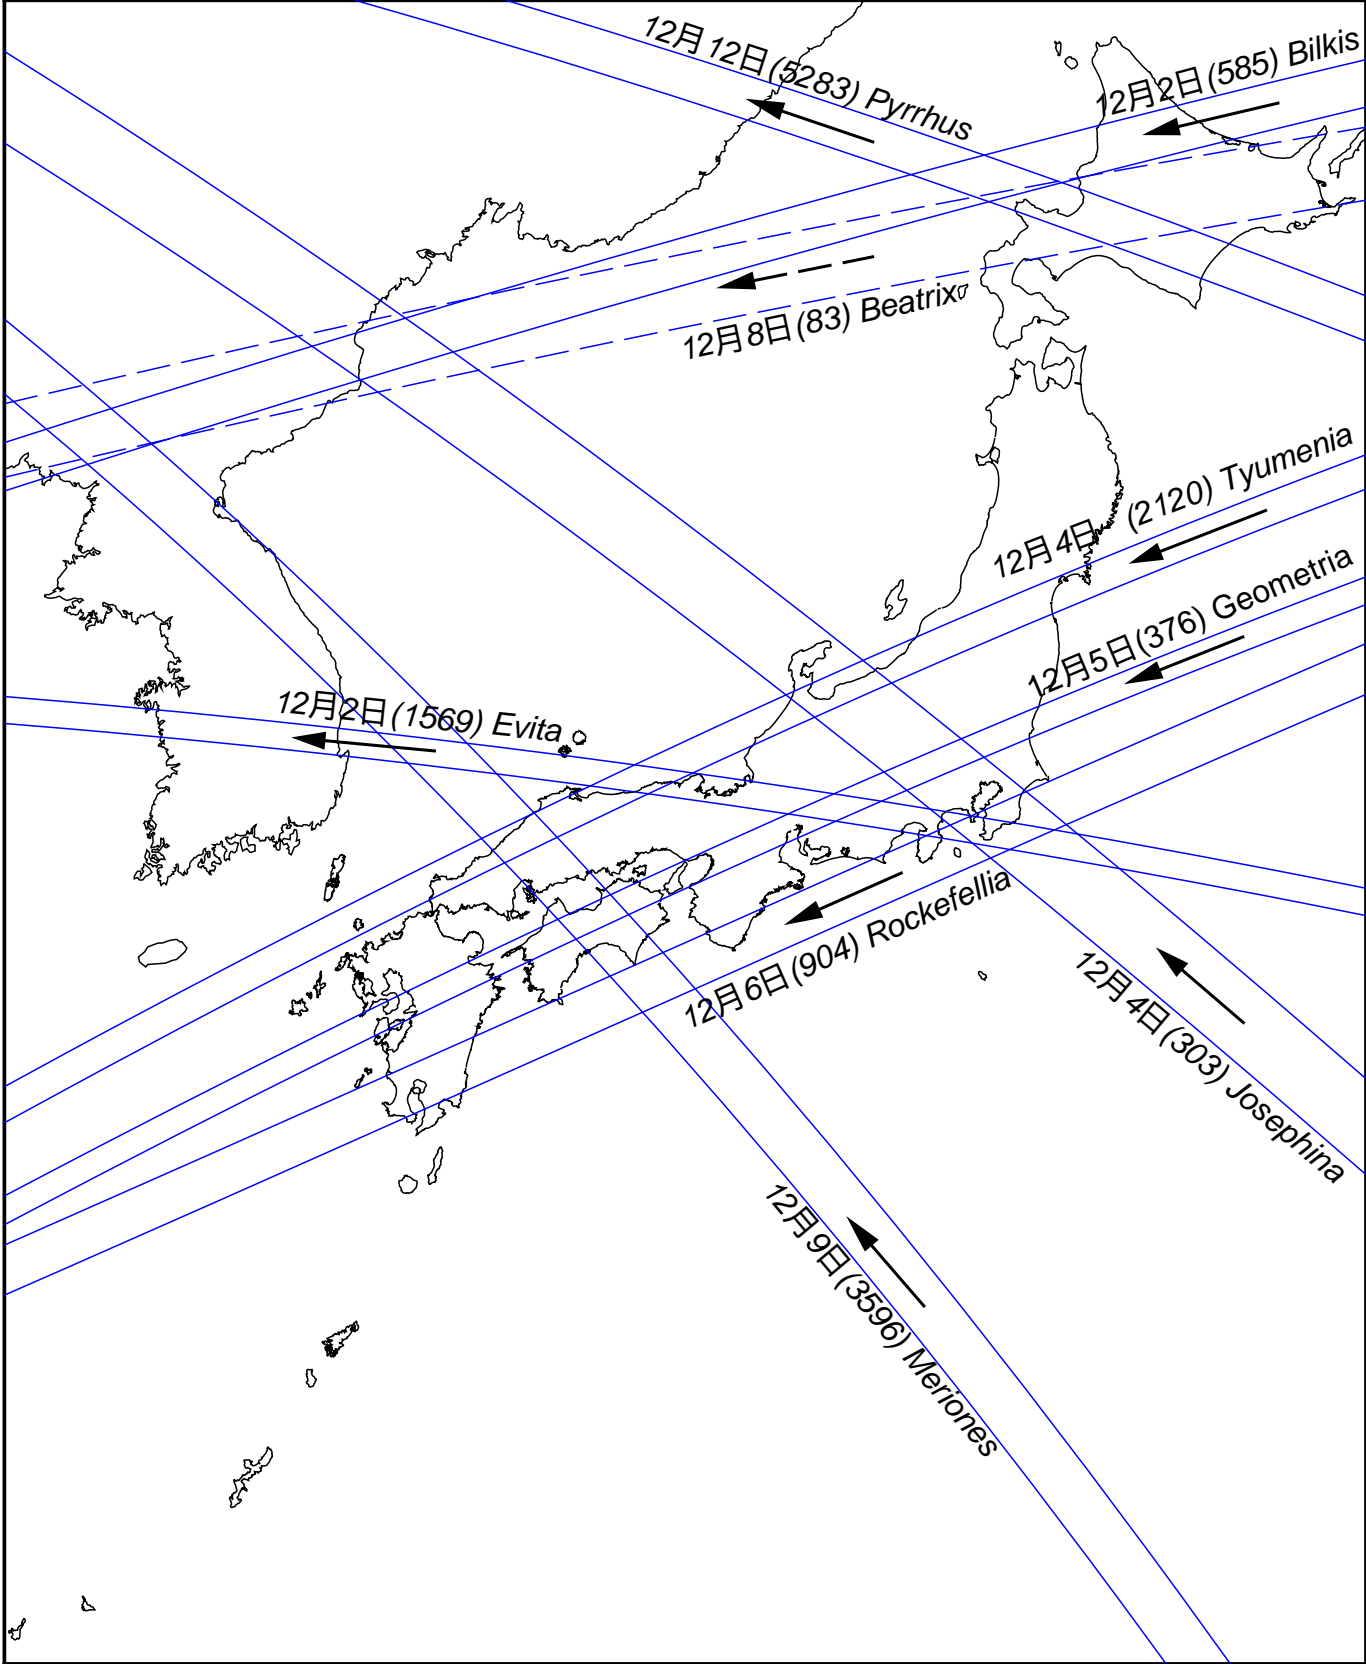 12月12日(5283) Pyrrhus
12月2日(585) Bilkis
12月8日(83) Beatrix
12月4日 (2120) Tyumenia
12月5日(376) Geometria
12月2日(1569) Evita
12月6日(904) Rockefellia
12月4日(303) Josephina
12月9日(3596) Meriones